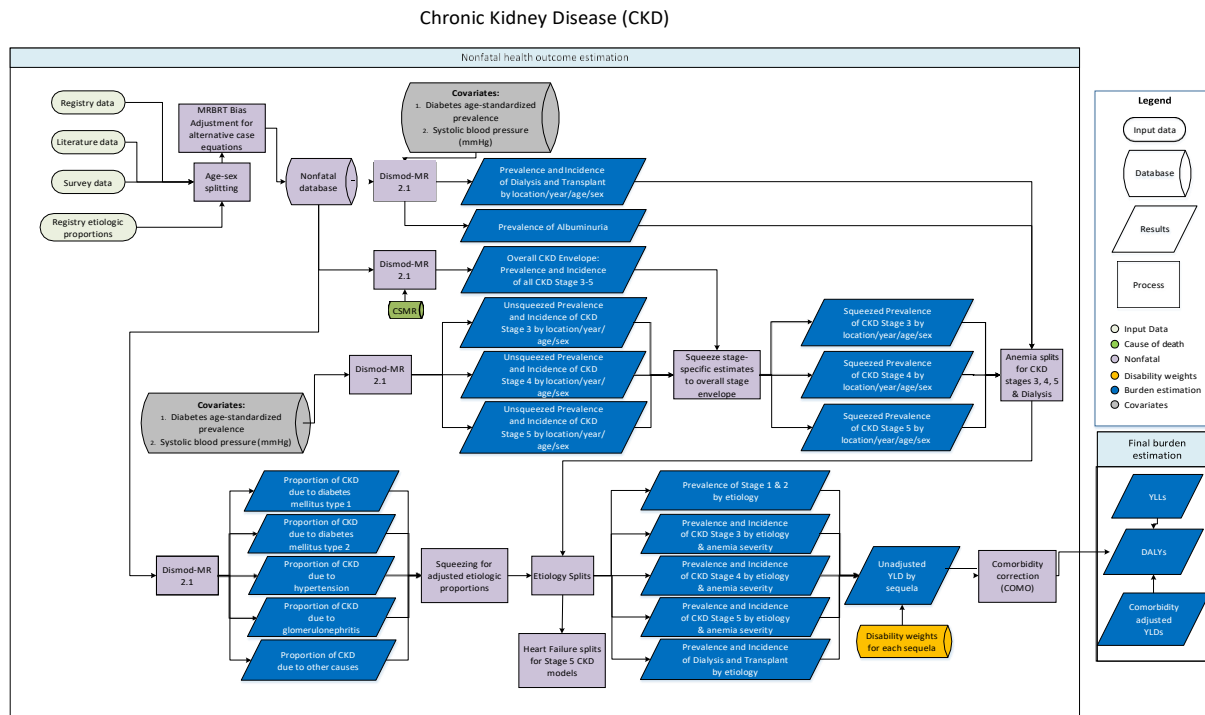 Chronic Kidney Disease (CKD)
Nonfatal health outcome estimation
Registry data
Literature data
Survey data
Registry etiologic
proportions
MRBRT Bias
Adjustment for
alternative case
equations
Age-sex
splitting
Nonfatal
database
Covariates:
1. Diabetes age-standardized
prevalence
2. Systolic blood pressure
(mmHg)
Dismod-MR
2.1
Prevalence and Incidence
of Dialysis and Transplant
by location/year/age/sex
Prevalence of Albuminuria
Dismod-MR
2.1
CSMR
Overall CKD Envelope:
Prevalence and Incidence
of all CKD Stage 3-5
Unsqueezed Prevalence
and Incidence of CKD
Stage 3 by location/year/
age/sex
Dismod-MR
2.1
Unsqueezed Prevalence
and Incidence of CKD
Stage 4 by location/year/
age/sex
Unsqueezed Prevalence
and Incidence of CKD
Stage 5 by location/year/
age/sex
Covariates:
1. Diabetes age-standardized
prevalence
2. Systolic blood pressure (mmHg)
Squeeze stage-
specific estimates
to overall stage
envelope
Squeezed Prevalence
of CKD Stage 3 by
location/year/age/sex
Squeezed Prevalence
of CKD Stage 4 by
location/year/age/sex
Squeezed Prevalence
of CKD Stage 5 by
location/year/age/sex
Anemia splits
for CKD
stages 3, 4, 5
& Dialysis
Dismod-MR
2.1
Proportion of CKD
due to diabetes
mellitus type 1
Proportion of CKD
due to diabetes
mellitus type 2
Proportion of CKD
due to
hypertension
Proportion of CKD
due to
glomerulonephritis
Proportion of CKD
due to other causes
Squeezing for
adjusted etiologic
proportions
Etiology Splits
Heart Failure splits
for Stage 5 CKD
models
Prevalence of Stage 1 & 2
by etiology
Prevalence and Incidence
of CKD Stage 3 by etiology
& anemia severity
Prevalence and Incidence
of CKD Stage 4 by etiology
& anemia severity
Prevalence and Incidence
of CKD Stage 5 by etiology
& anemia severity
Prevalence and Incidence
of Dialysis and Transplant
by etiology
Unadjusted
YLD by
sequela
Disability weights
for each sequela
Comorbidity
correction
(COMO)
Legend
Input data
Database
Results
Process
Input Data
Cause of death
Nonfatal
Disability weights
Burden estimation
Covariates
Final burden
estimation
YLLs
DALYs
Comorbidity
adjusted
YLDs